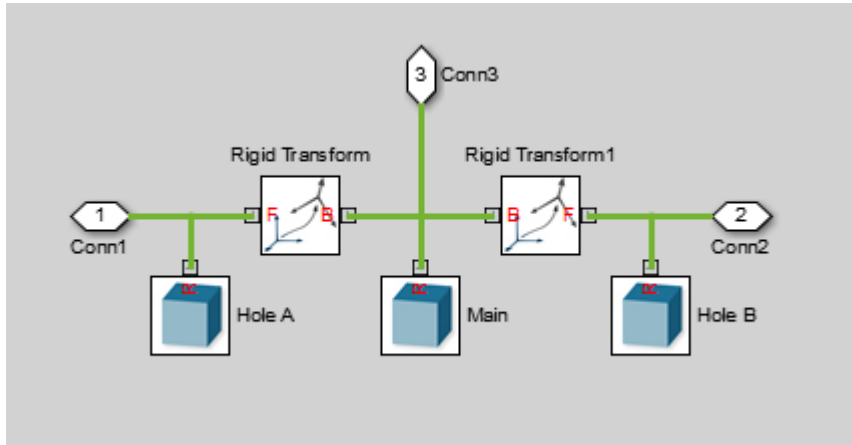 3 Conn3
Rigid Transform
Rigid Transform1
1
F
B
B
F
2
Conn1
Conn2
R
Hole A
R
Main
R
Hole B